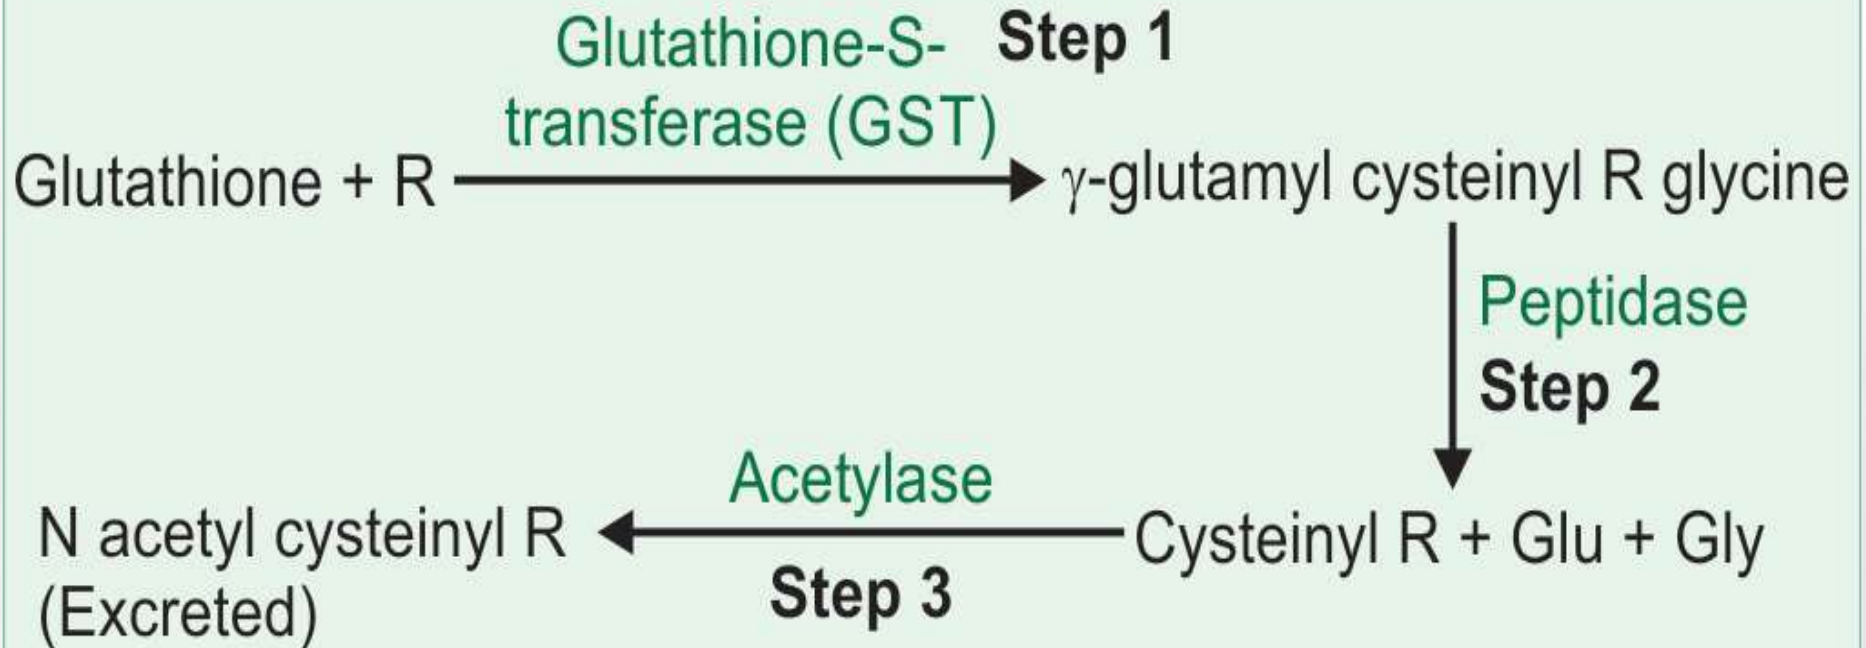 Glutathione-S- Step 1
transferase (GST)
Glutathione + R γ-glutamyl cysteinyl R glycine
Peptidase
Step 2
Acetylase
N acetyl cysteinyl R Cysteinyl R + Glu + Gly
Step 3
(Excreted)